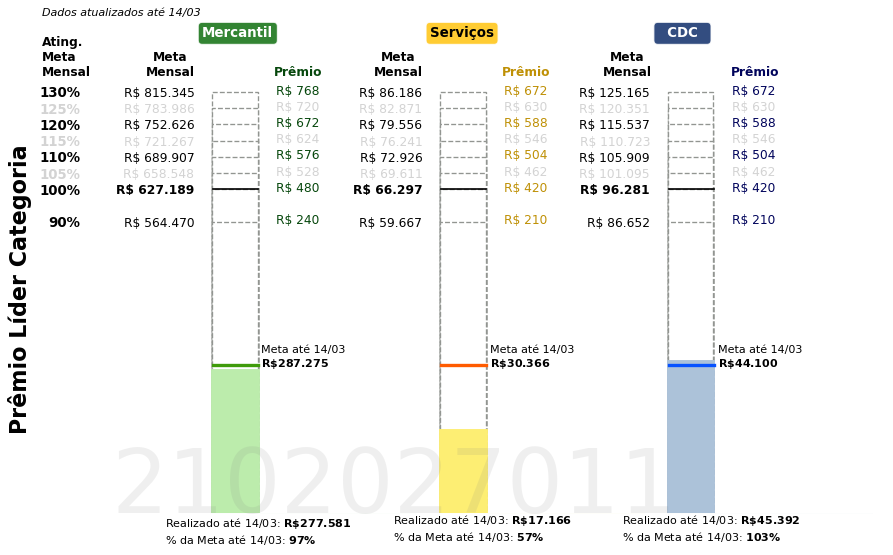 Dados atualizados até 14/03
Mercantil Serviços CDC
Ating. Meta Mensal
Meta Mensal Prêmio Meta Mensal Prêmio Meta Mensal Prêmio
130% R$ 815.345 R$ 768 R$ 86.186 R$ 672 R$ 125.165 R$ 672
125% R$ 783.986 R$ 720 R$ 82.871 R$ 630 R$ 120.351 R$ 630
120% R$ 752.626 R$ 672 R$ 79.556 R$ 588 R$ 115.537 R$ 588
115% R$ 721.267 R$ 624 R$ 76.241 R$ 546 R$ 110.723 R$ 546
110% R$ 689.907 R$ 576 R$ 72.926 R$ 504 R$ 105.909 R$ 504
105% R$ 658.548 R$ 528 R$ 69.611 R$ 462 R$ 101.095 R$ 462
100% R$ 627.189 R$ 480 R$ 66.297 R$ 420 R$ 96.281 R$ 420
90% R$ 564.470 R$ 240 R$ 59.667 R$ 210 R$ 86.652 R$ 210
Prêmio Líder Categoria
Meta até 14/03 Meta até 14/03 Meta até 14/03
R$287.275 R$30.366 R$44.100
2102027011
Realizado até 14/03: R$277.581 Realizado até 14/03: R$17.166 Realizado até 14/03: R$45.392
% da Meta até 14/03: 97% % da Meta até 14/03: 57% % da Meta até 14/03: 103%